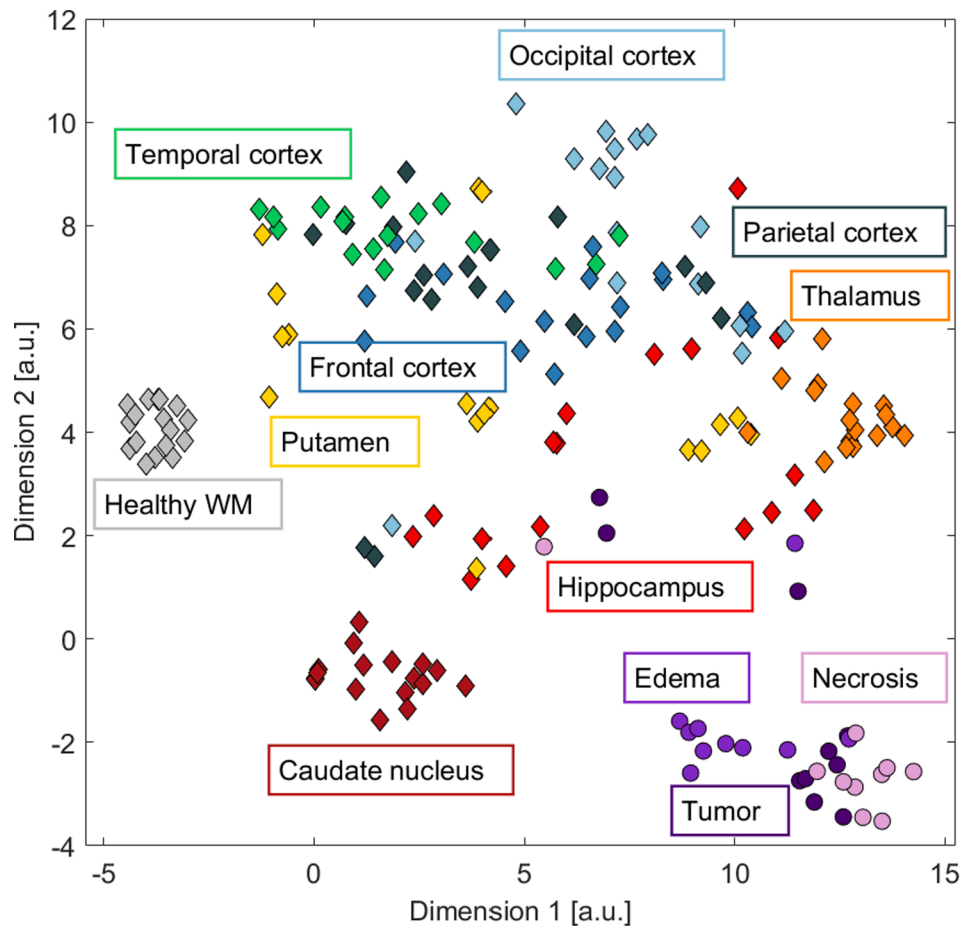 12
10
8
6
4
2
0
-2
-4
Dimension 2 [a.u.]
Occipital cortex
Temporal cortex
Parietal cortex
Thalamus
Frontal cortex
Putamen
Healthy WM
Hippocampus
Edema
Necrosis
Caudate nucleus
Tumor
-5
0
5
10
15
Dimension 1 [a.u.]